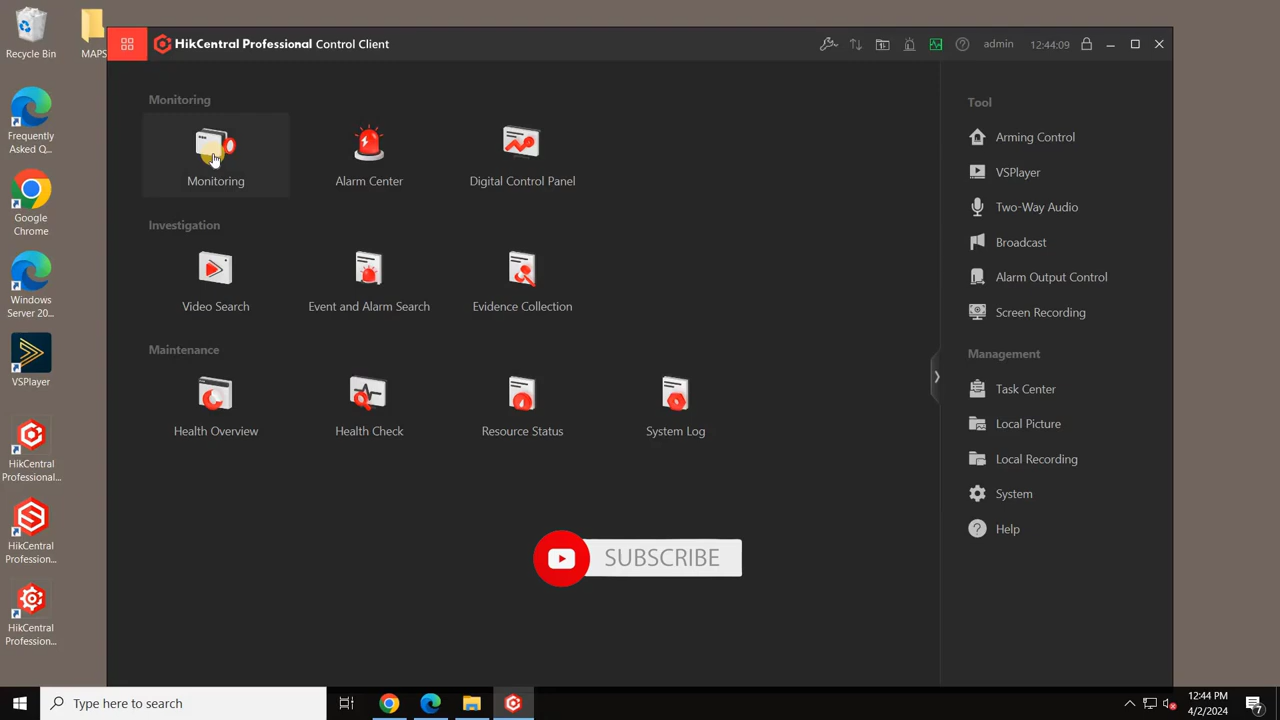 Recycle Bin
MAPS
Frequently
Asked Q...
Google
Chrome
Windows
Server 20...
VSPlayer
HikCentral
Professional...
HikCentral
Profession...
HikCentral
Profession...
HikCentral Professional Control Client
admin
12:44:09
Monitoring
Monitoring
Alarm Center
Digital Control Panel
Investigation
Video Search
Event and Alarm Search
Evidence Collection
Maintenance
Health Overview
Health Check
Resource Status
System Log
SUBSCRIBE
Tool
Arming Control
VSPlayer
Two-Way Audio
Broadcast
Alarm Output Control
Screen Recording
Management
Task Center
Local Picture
Local Recording
System
Help
Type here to search
12:44 PM
4/2/2024
7